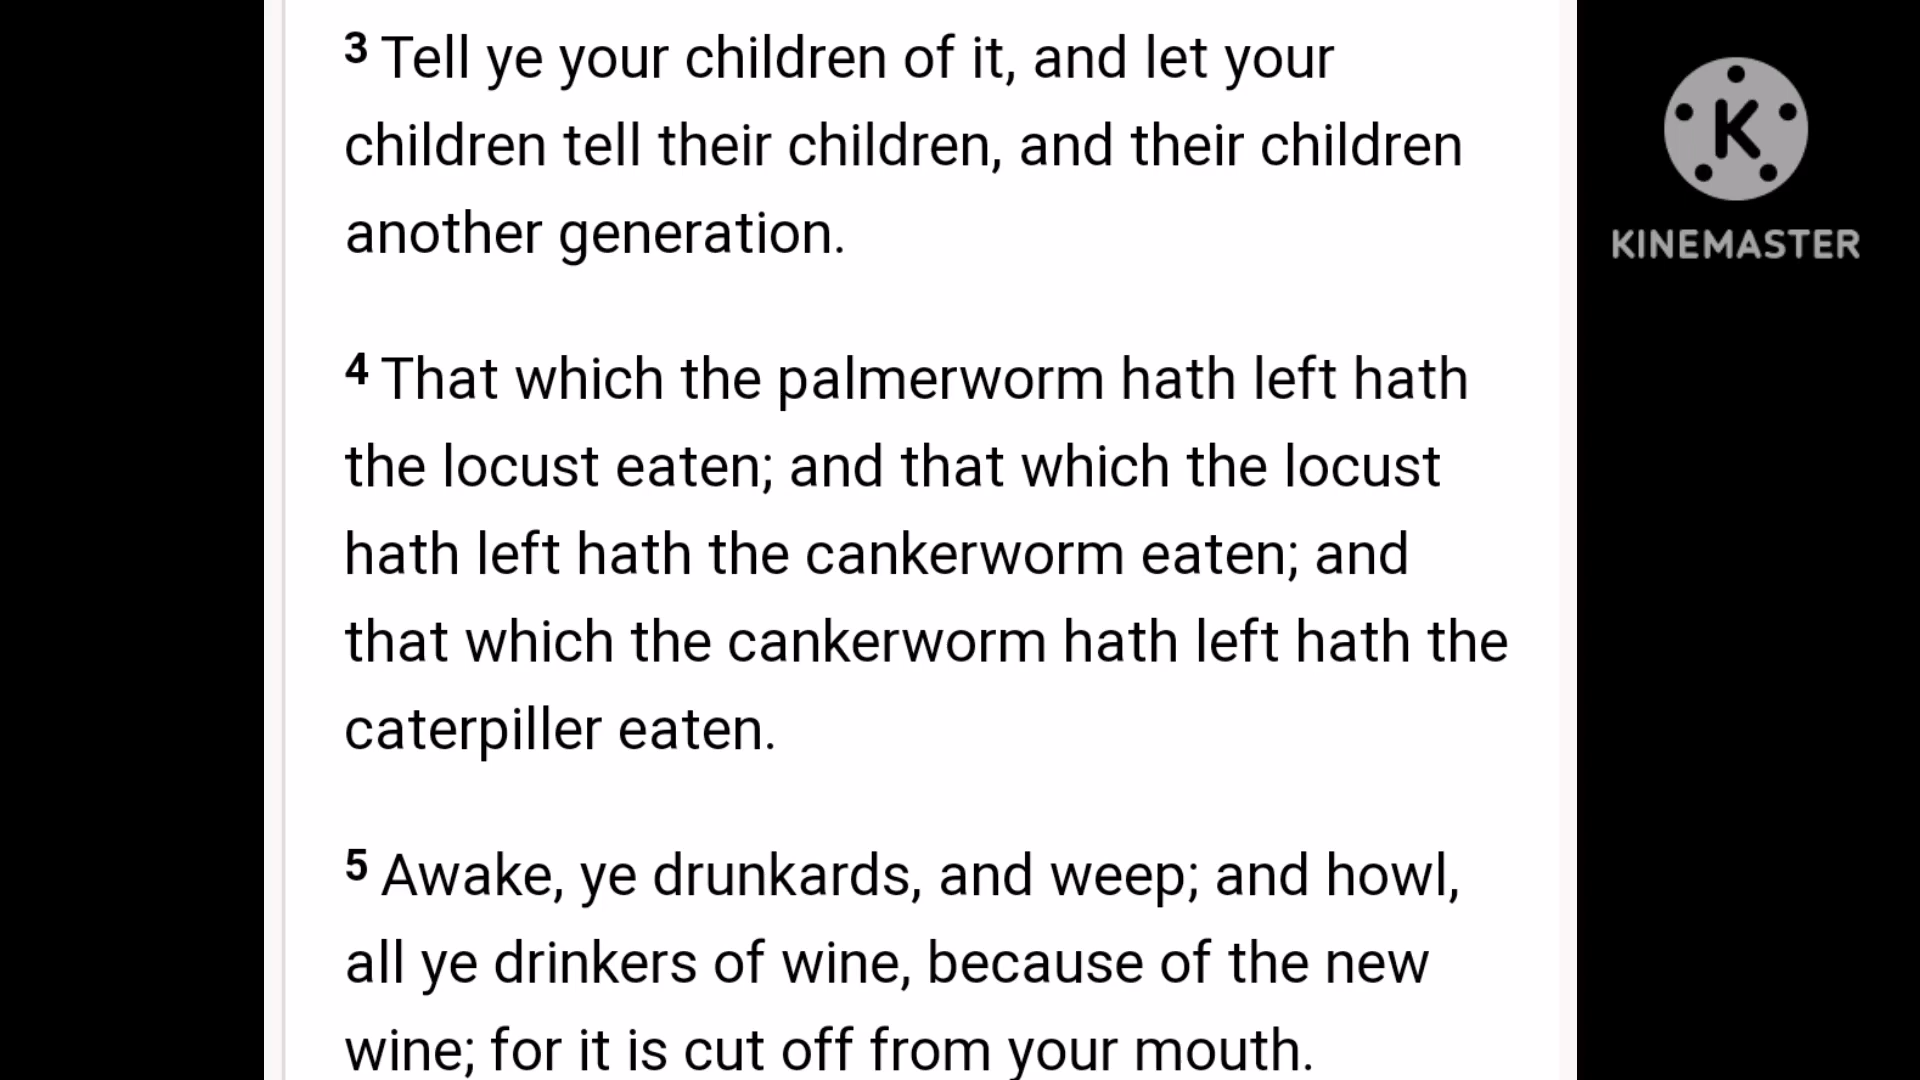 3 Tell ye your children of it, and let your
children tell their children, and their children
another generation.
4 That which the palmerworm hath left hath
the locust eaten; and that which the locust
hath left hath the cankerworm eaten; and
that which the cankerworm hath left hath the
caterpiller eaten.
5 Awake, ye drunkards, and weep; and howl,
all ye drinkers of wine, because of the new
wine; for it is cut off from your mouth.
K
KINEMASTER